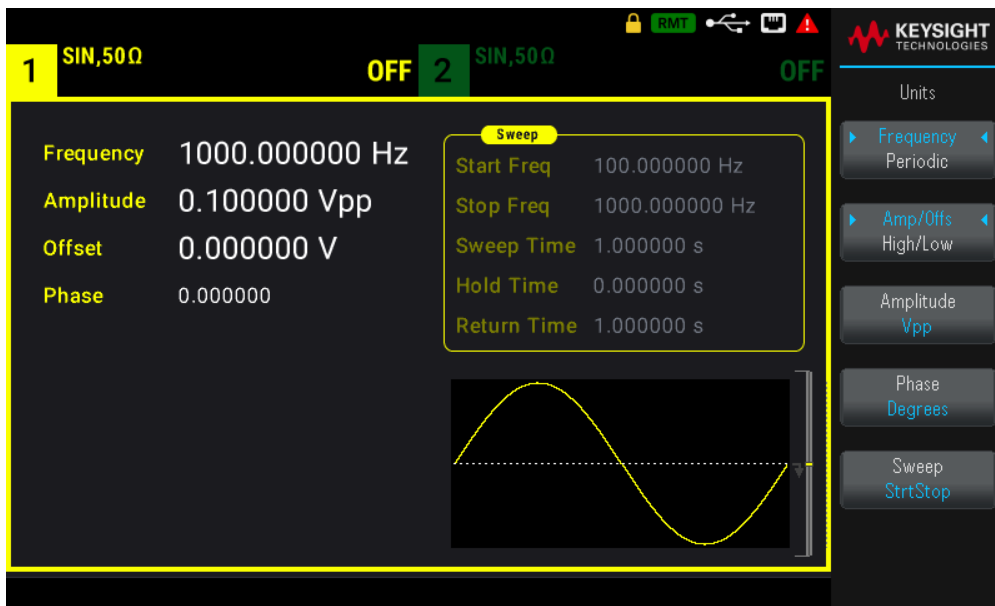 RMT
KEYSIGHT
TECHNOLOGIES
1 SIN,50Ω OFF
2 SIN,50Ω OFF
Frequency 1000.000000 Hz
Amplitude 0.100000 Vpp
Offset 0.000000 V
Phase 0.000000
Sweep
Start Freq 100.000000 Hz
Stop Freq 1000.000000 Hz
Sweep Time 1.000000 s
Hold Time 0.000000 s
Return Time 1.000000 s
Units
Frequency
Periodic
Amp/Offs
High/Low
Amplitude
Vpp
Phase
Degrees
Sweep
StrtStop